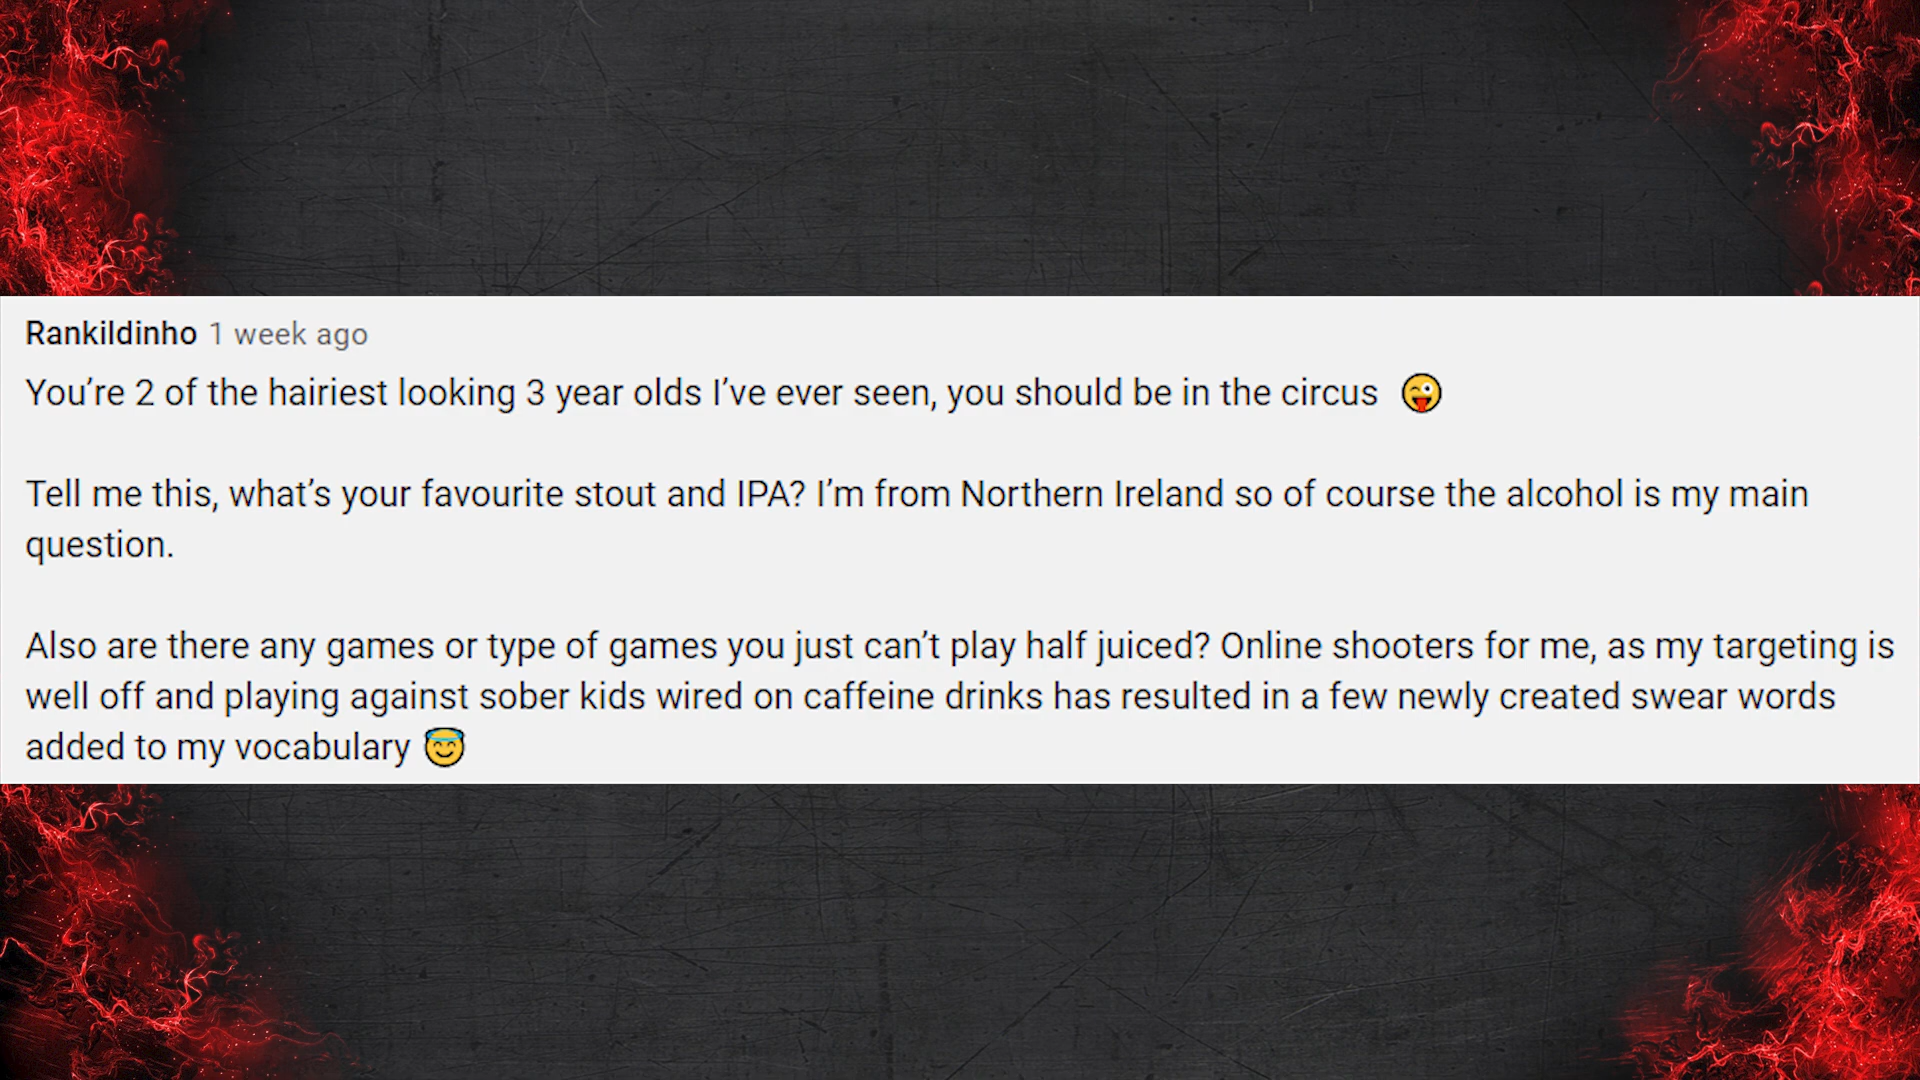 Rankildinho 1 week ago
You’re 2 of the hairiest looking 3 year olds I’ve ever seen, you should be in the circus 😜
Tell me this, what’s your favourite stout and IPA? I’m from Northern Ireland so of course the alcohol is my main
question.
Also are there any games or type of games you just can’t play half juiced? Online shooters for me, as my targeting is
well off and playing against sober kids wired on caffeine drinks has resulted in a few newly created swear words
added to my vocabulary 😇